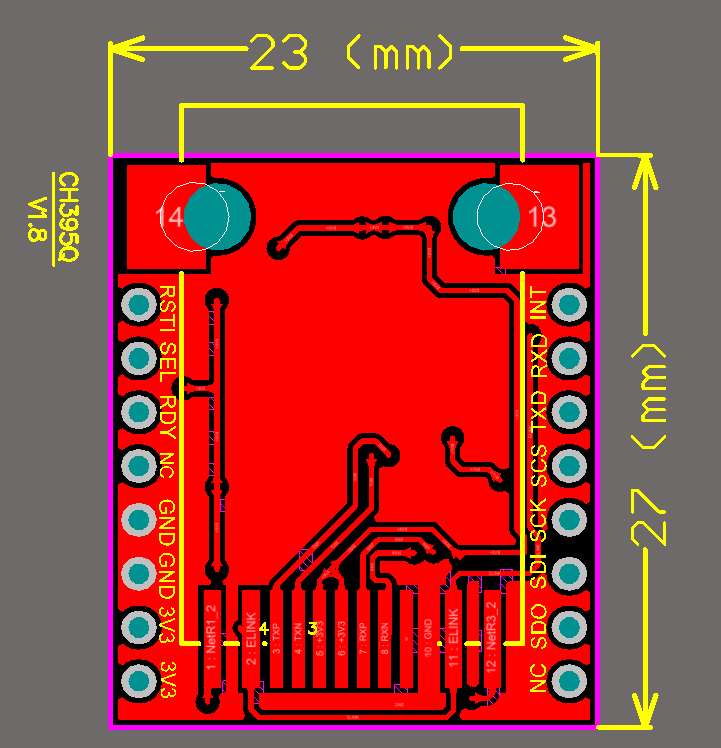 23 (mm)
CH395Q
V1.8
14
13
RSTI
SEL
RDY
NC
GND
GND
3V3
3V3
INT
RXD
TXD
SCS
SCK
SDI
SDO
NC
27 (mm)
4
3
1 : NetR1_2
2 : ELINK
3 : TXP
4 : TXN
5 : +3V3
6 : +3V3
7 : RXP
8 : RXN
10 : GND
11 : ELINK
12 : NetR3_2
ELINK
GND